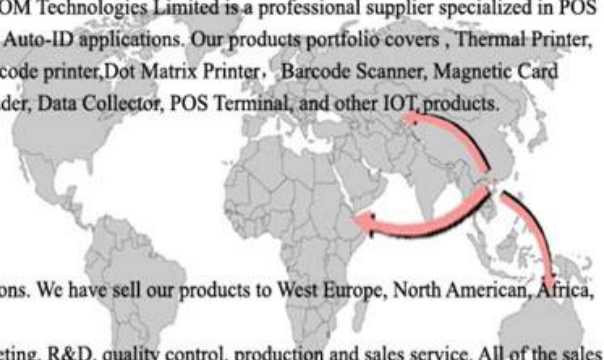 OM Technologies Limited is a professional supplier specialized in POS
Auto-ID applications. Our products portfolio covers , Thermal Printer,
code printer,Dot Matrix Printer, Barcode Scanner, Magnetic Card
der, Data Collector, POS Terminal, and other IOT products.
ons. We have sell our products to West Europe, North American, Africa,
eting, R&D, quality control, production and sales service. All of the sales